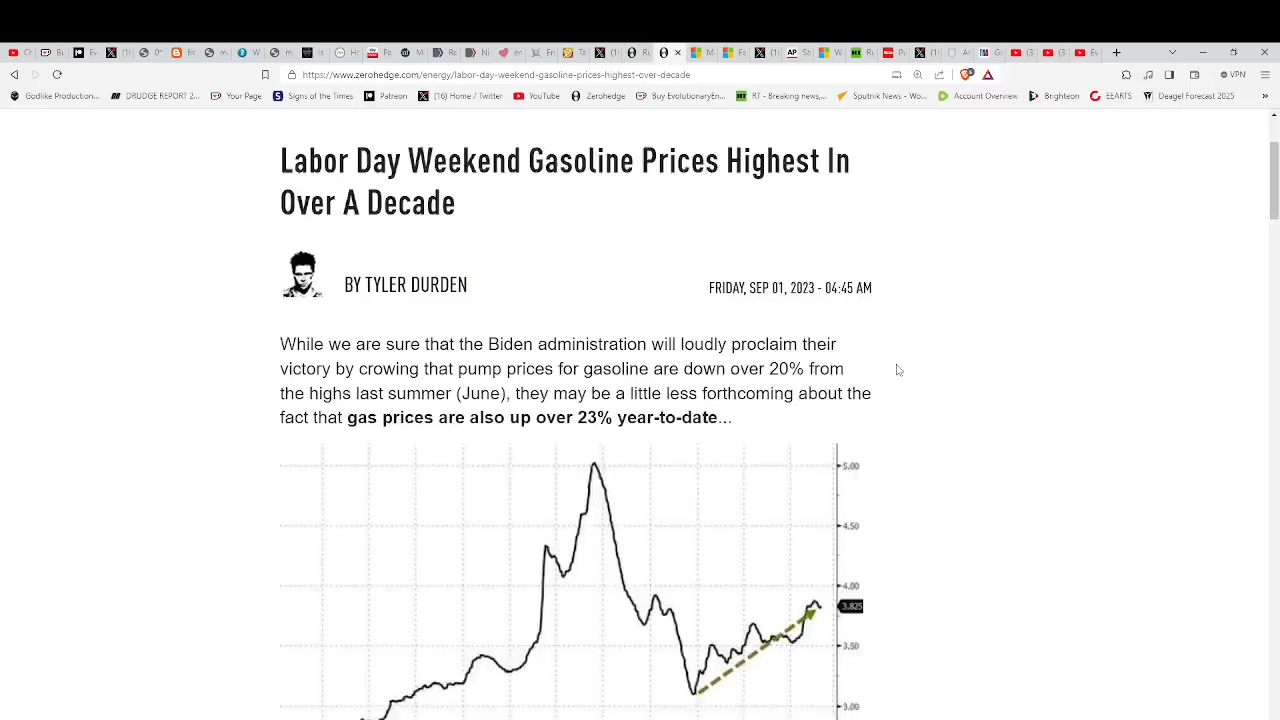 https://www.zerohedge.com/energy/labor-day-weekend-gasoline-prices-highest-over-decade
VPN
Godlike Production... DRUDGE REPORT 2... Your Page Signs of the Times Patreon (16) Home / Twitter YouTube Zerohedge Buy EvolutionaryEn... RT - Breaking news,... Sputnik News - Wo... Account Overview Brighteon EEARTS Dengel Forecast
Labor Day Weekend Gasoline Prices Highest In
Over A Decade
BY TYLER DURDEN
FRIDAY, SEP 01, 2023 - 04:45 AM
While we are sure that the Biden administration will loudly proclaim their
victory by crowing that pump prices for gasoline are down over 20% from
the highs last summer (June), they may be a little less forthcoming about the
fact that gas prices are also up over 23% year-to-date...
5.00
4.50
4.00
3.825
3.50
3.00